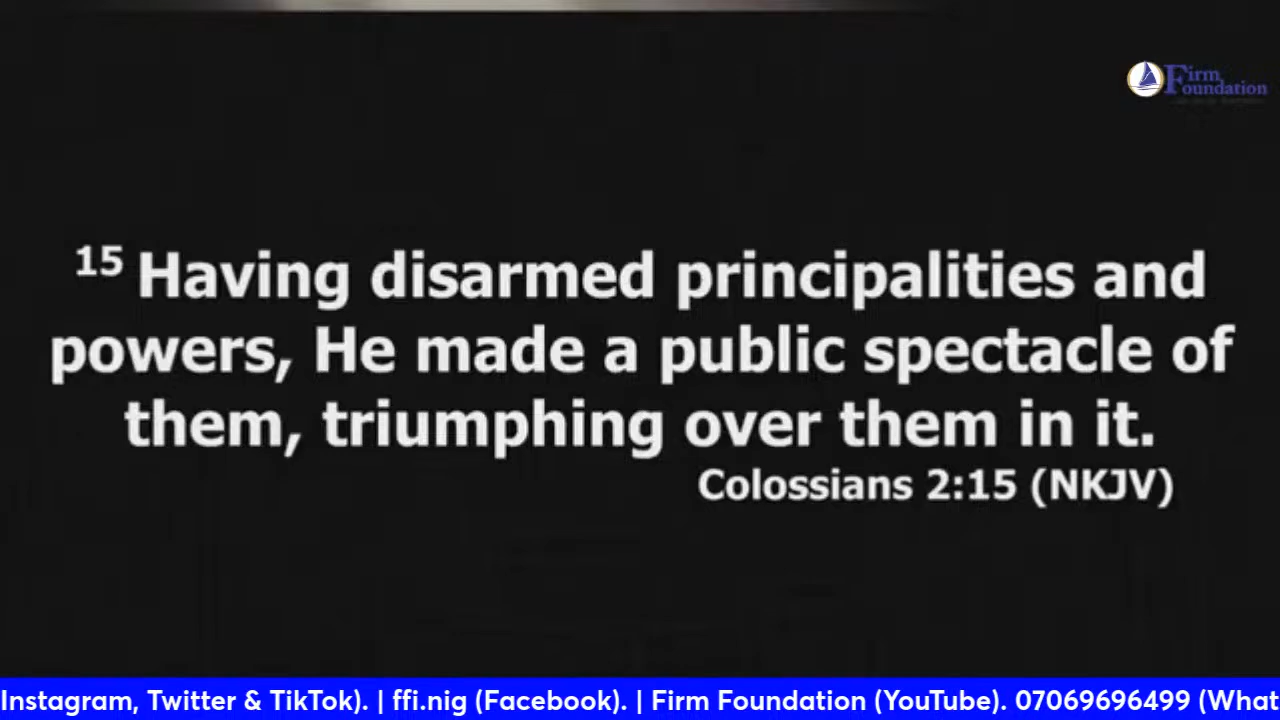 Firm
Foundation
15 Having disarmed principalities and
powers, He made a public spectacle of
them, triumphing over them in it.
Colossians 2:15 (NKJV)
Instagram, Twitter & TikTok). | ffi.nig (Facebook). | Firm Foundation (YouTube). 07069696499 (What